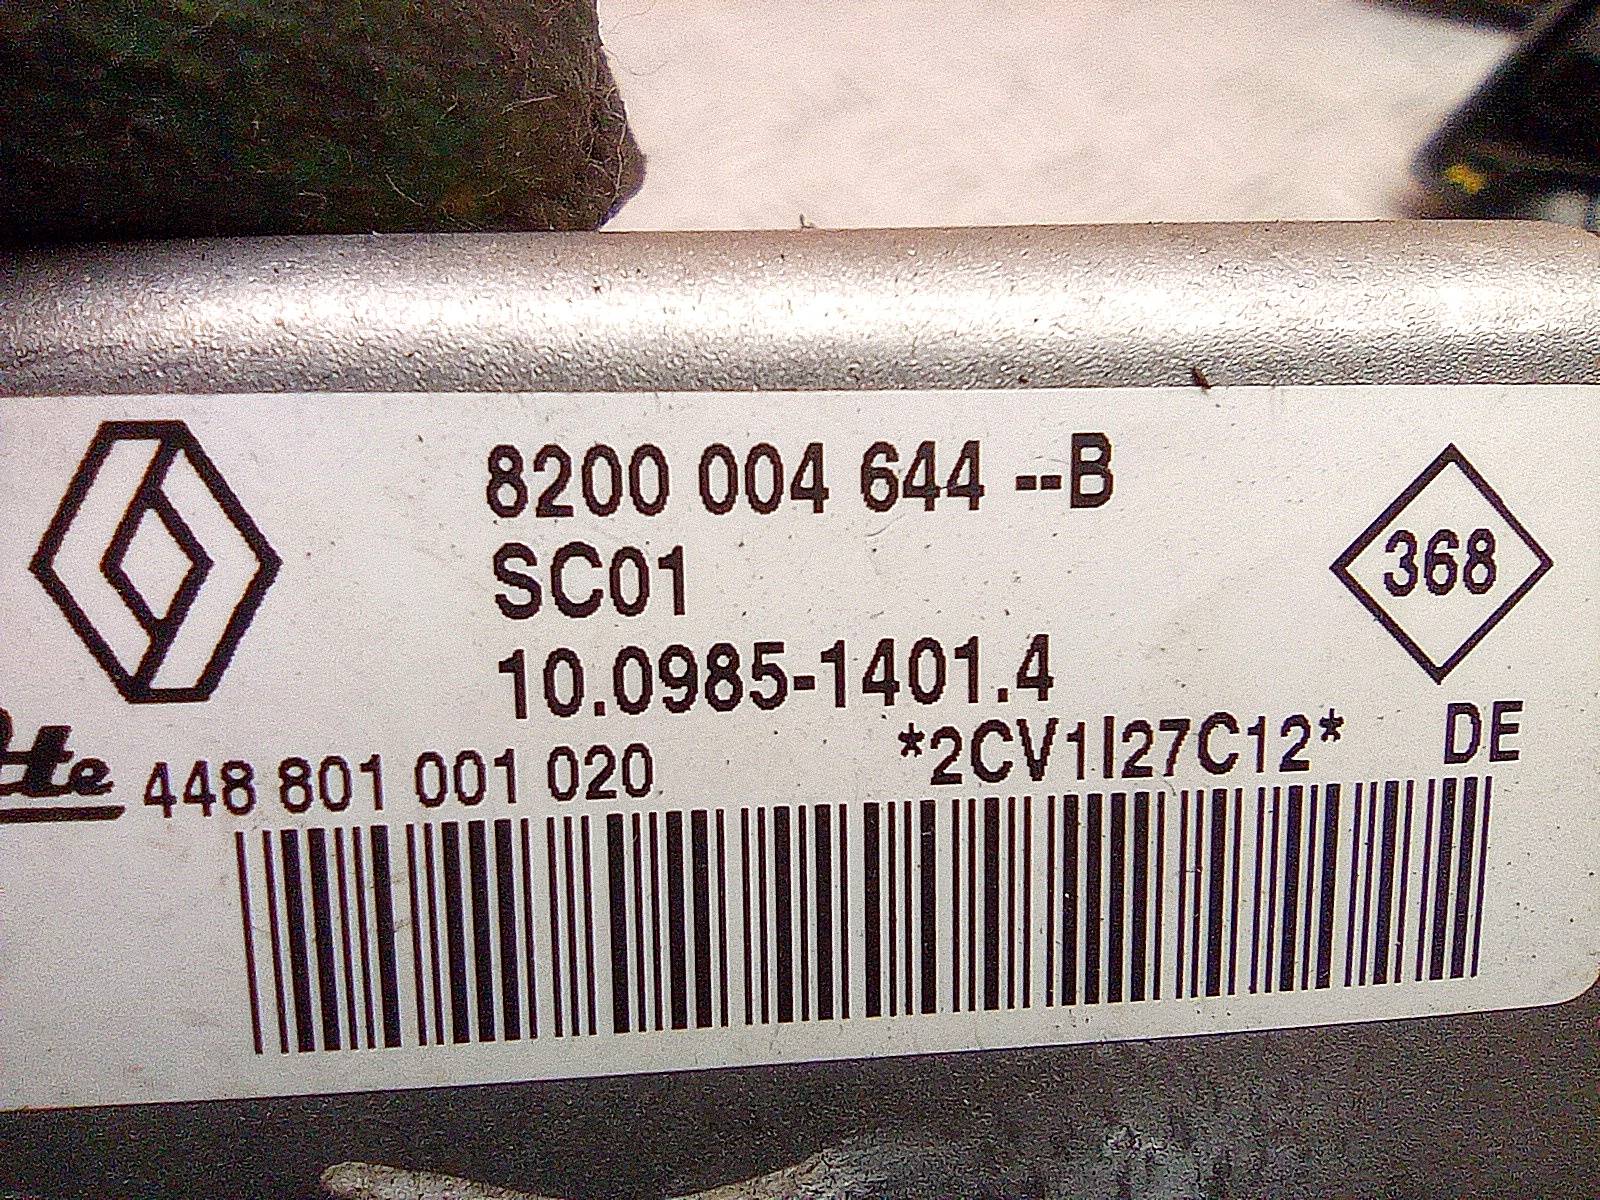 8200 004 644 --B
SC01
368
10.0985-1401.4
448 801 001 020
*2CV1I27C12*
DE